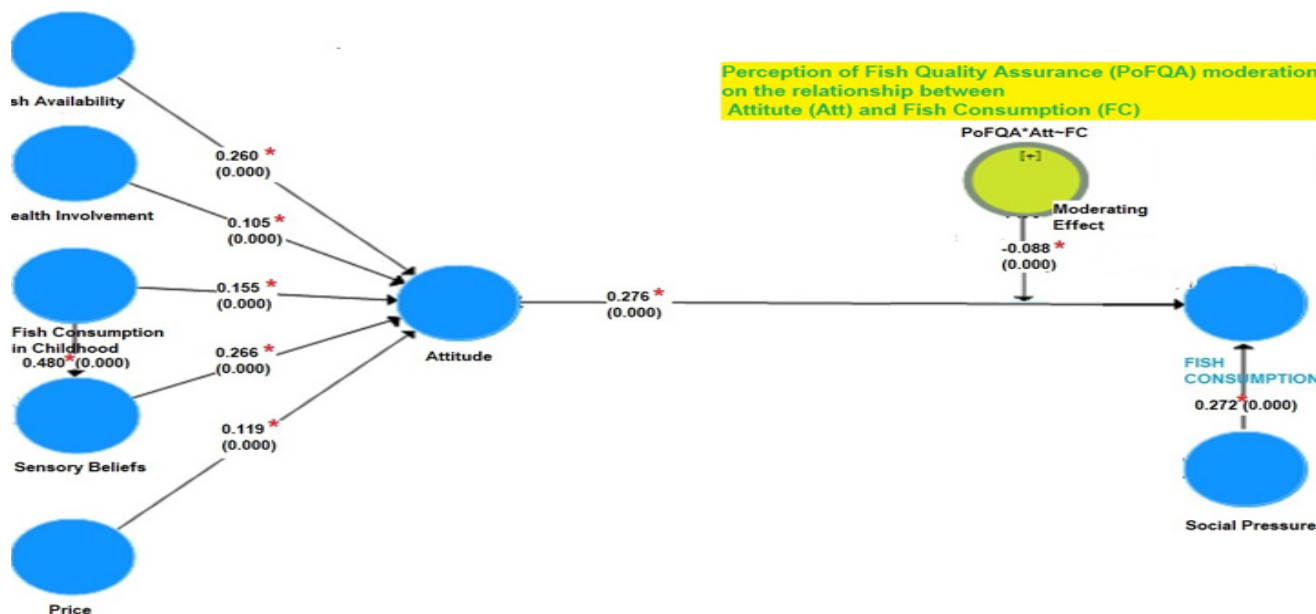 sh Availability
ealth Involvement
Fish Consumption
in Childhood
0.480*(0.000)
Sensory Beliefs
Price
0.260 *
(0.000)
0.105 *
(0.000)
0.155 *
(0.000)
0.266 *
(0.000)
0.119 *
(0.000)
Attitude
0.276 *
(0.000)
Perception of Fish Quality Assurance (PoFQA) moderation
on the relationship between
Attitute (Att) and Fish Consumption (FC)
PoFQA*Att~FC
[+]
Moderating
Effect
-0.088 *
(0.000)
FISH
CONSUMPTION
0.272*(0.000)
Social Pressure